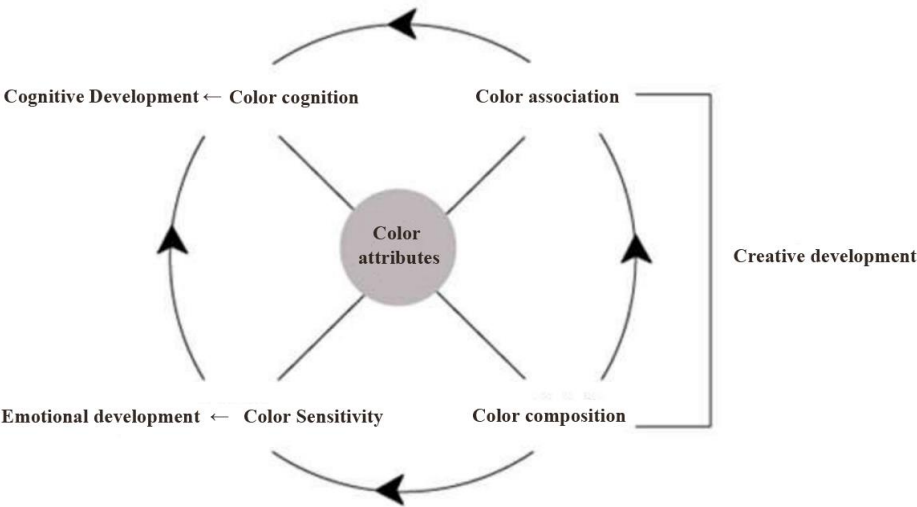 Cognitive Development ← Color cognition
Color association
Color
attributes
Creative development
Emotional development ← Color Sensitivity
Color composition